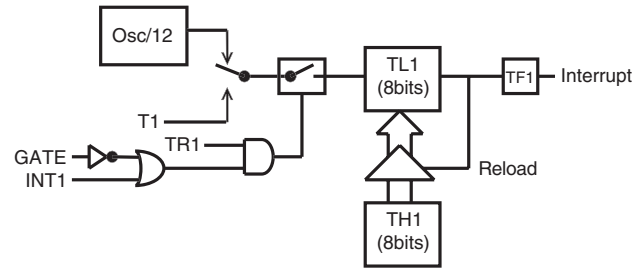 Osc/12
TL1
(8bits)
TF1
Interrupt
T1
TR1
GATE
INT1
Reload
TH1
(8bits)